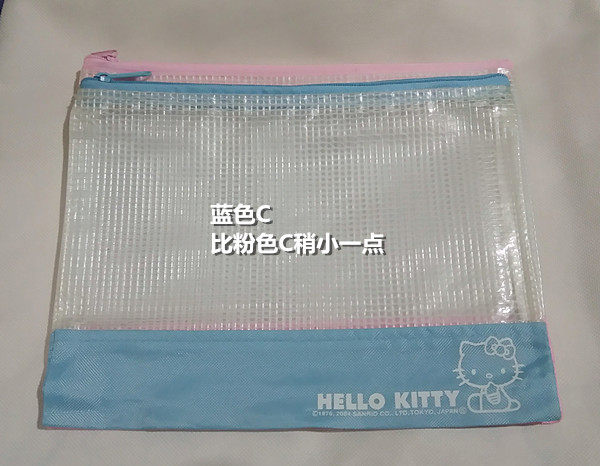 蓝色C
比粉色C稍小一点
HELLO KITTY
©1976, 2004 SANRIO CO., LTD. TOKYO, JAPAN Ⓛ